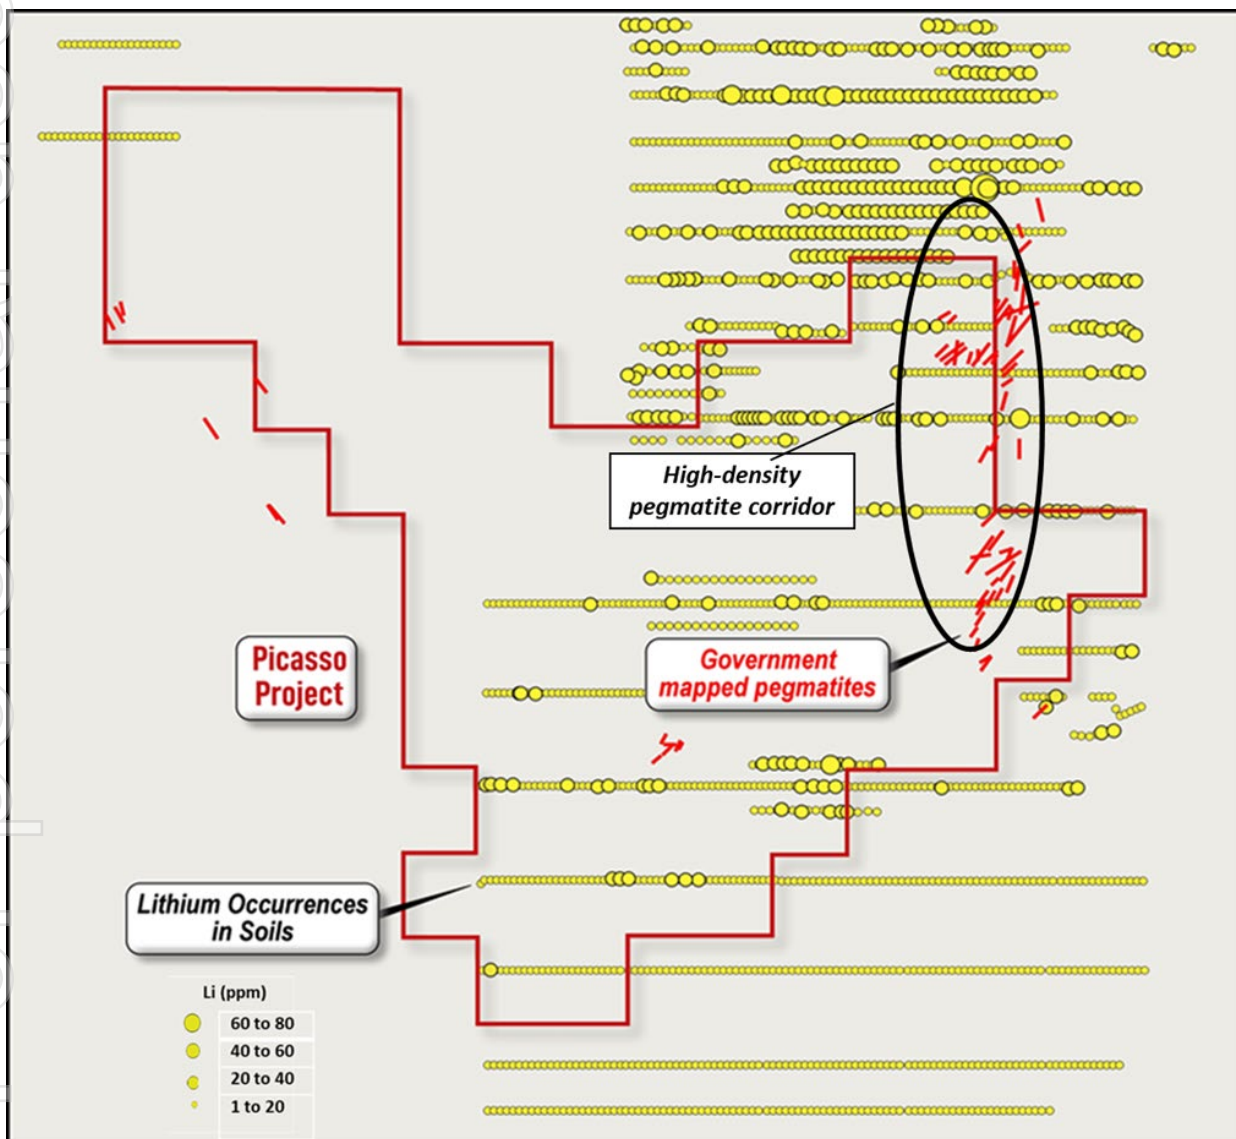 High-density
pegmatite corridor
Picasso
Project
Government
mapped pegmatites
Lithium Occurrences
in Soils
Li (ppm)
60 to 80
40 to 60
20 to 40
1 to 20